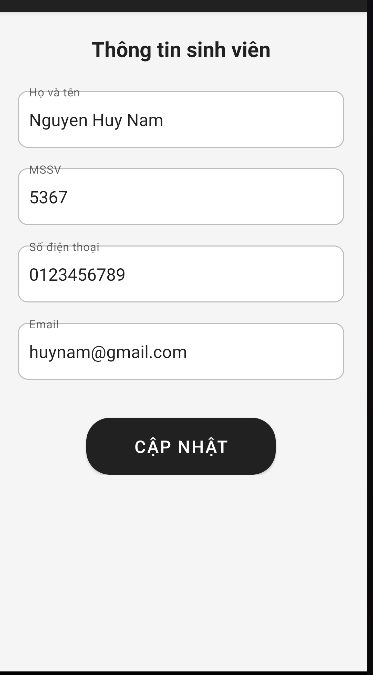 Thông tin sinh viên
Họ và tên
Nguyen Huy Nam
MSSV
5367
Số điện thoại
0123456789
Email
huynam@gmail.com
CẬP NHẬT